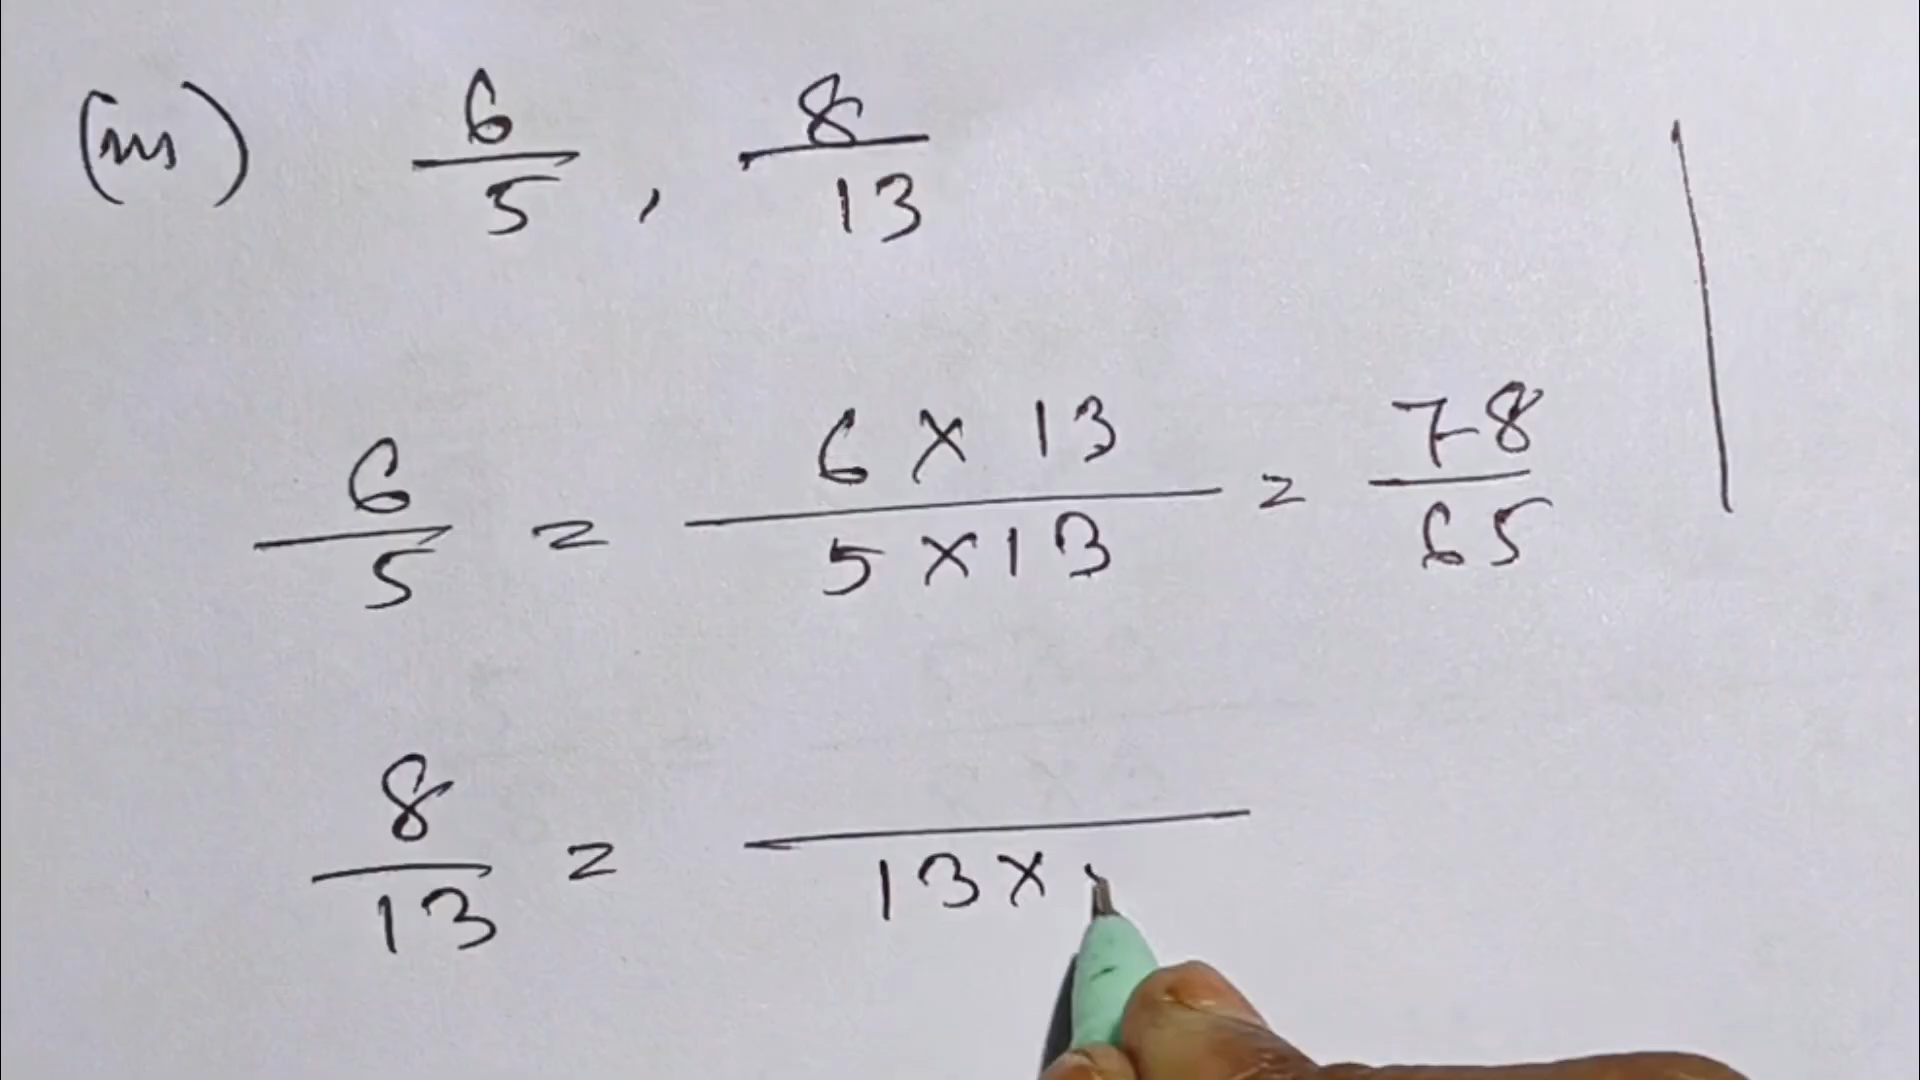 (iii) 6/5 , 8/13
6/5 = 6 × 13 / 5 × 13 = 78/65
8/13 = / 13 ×